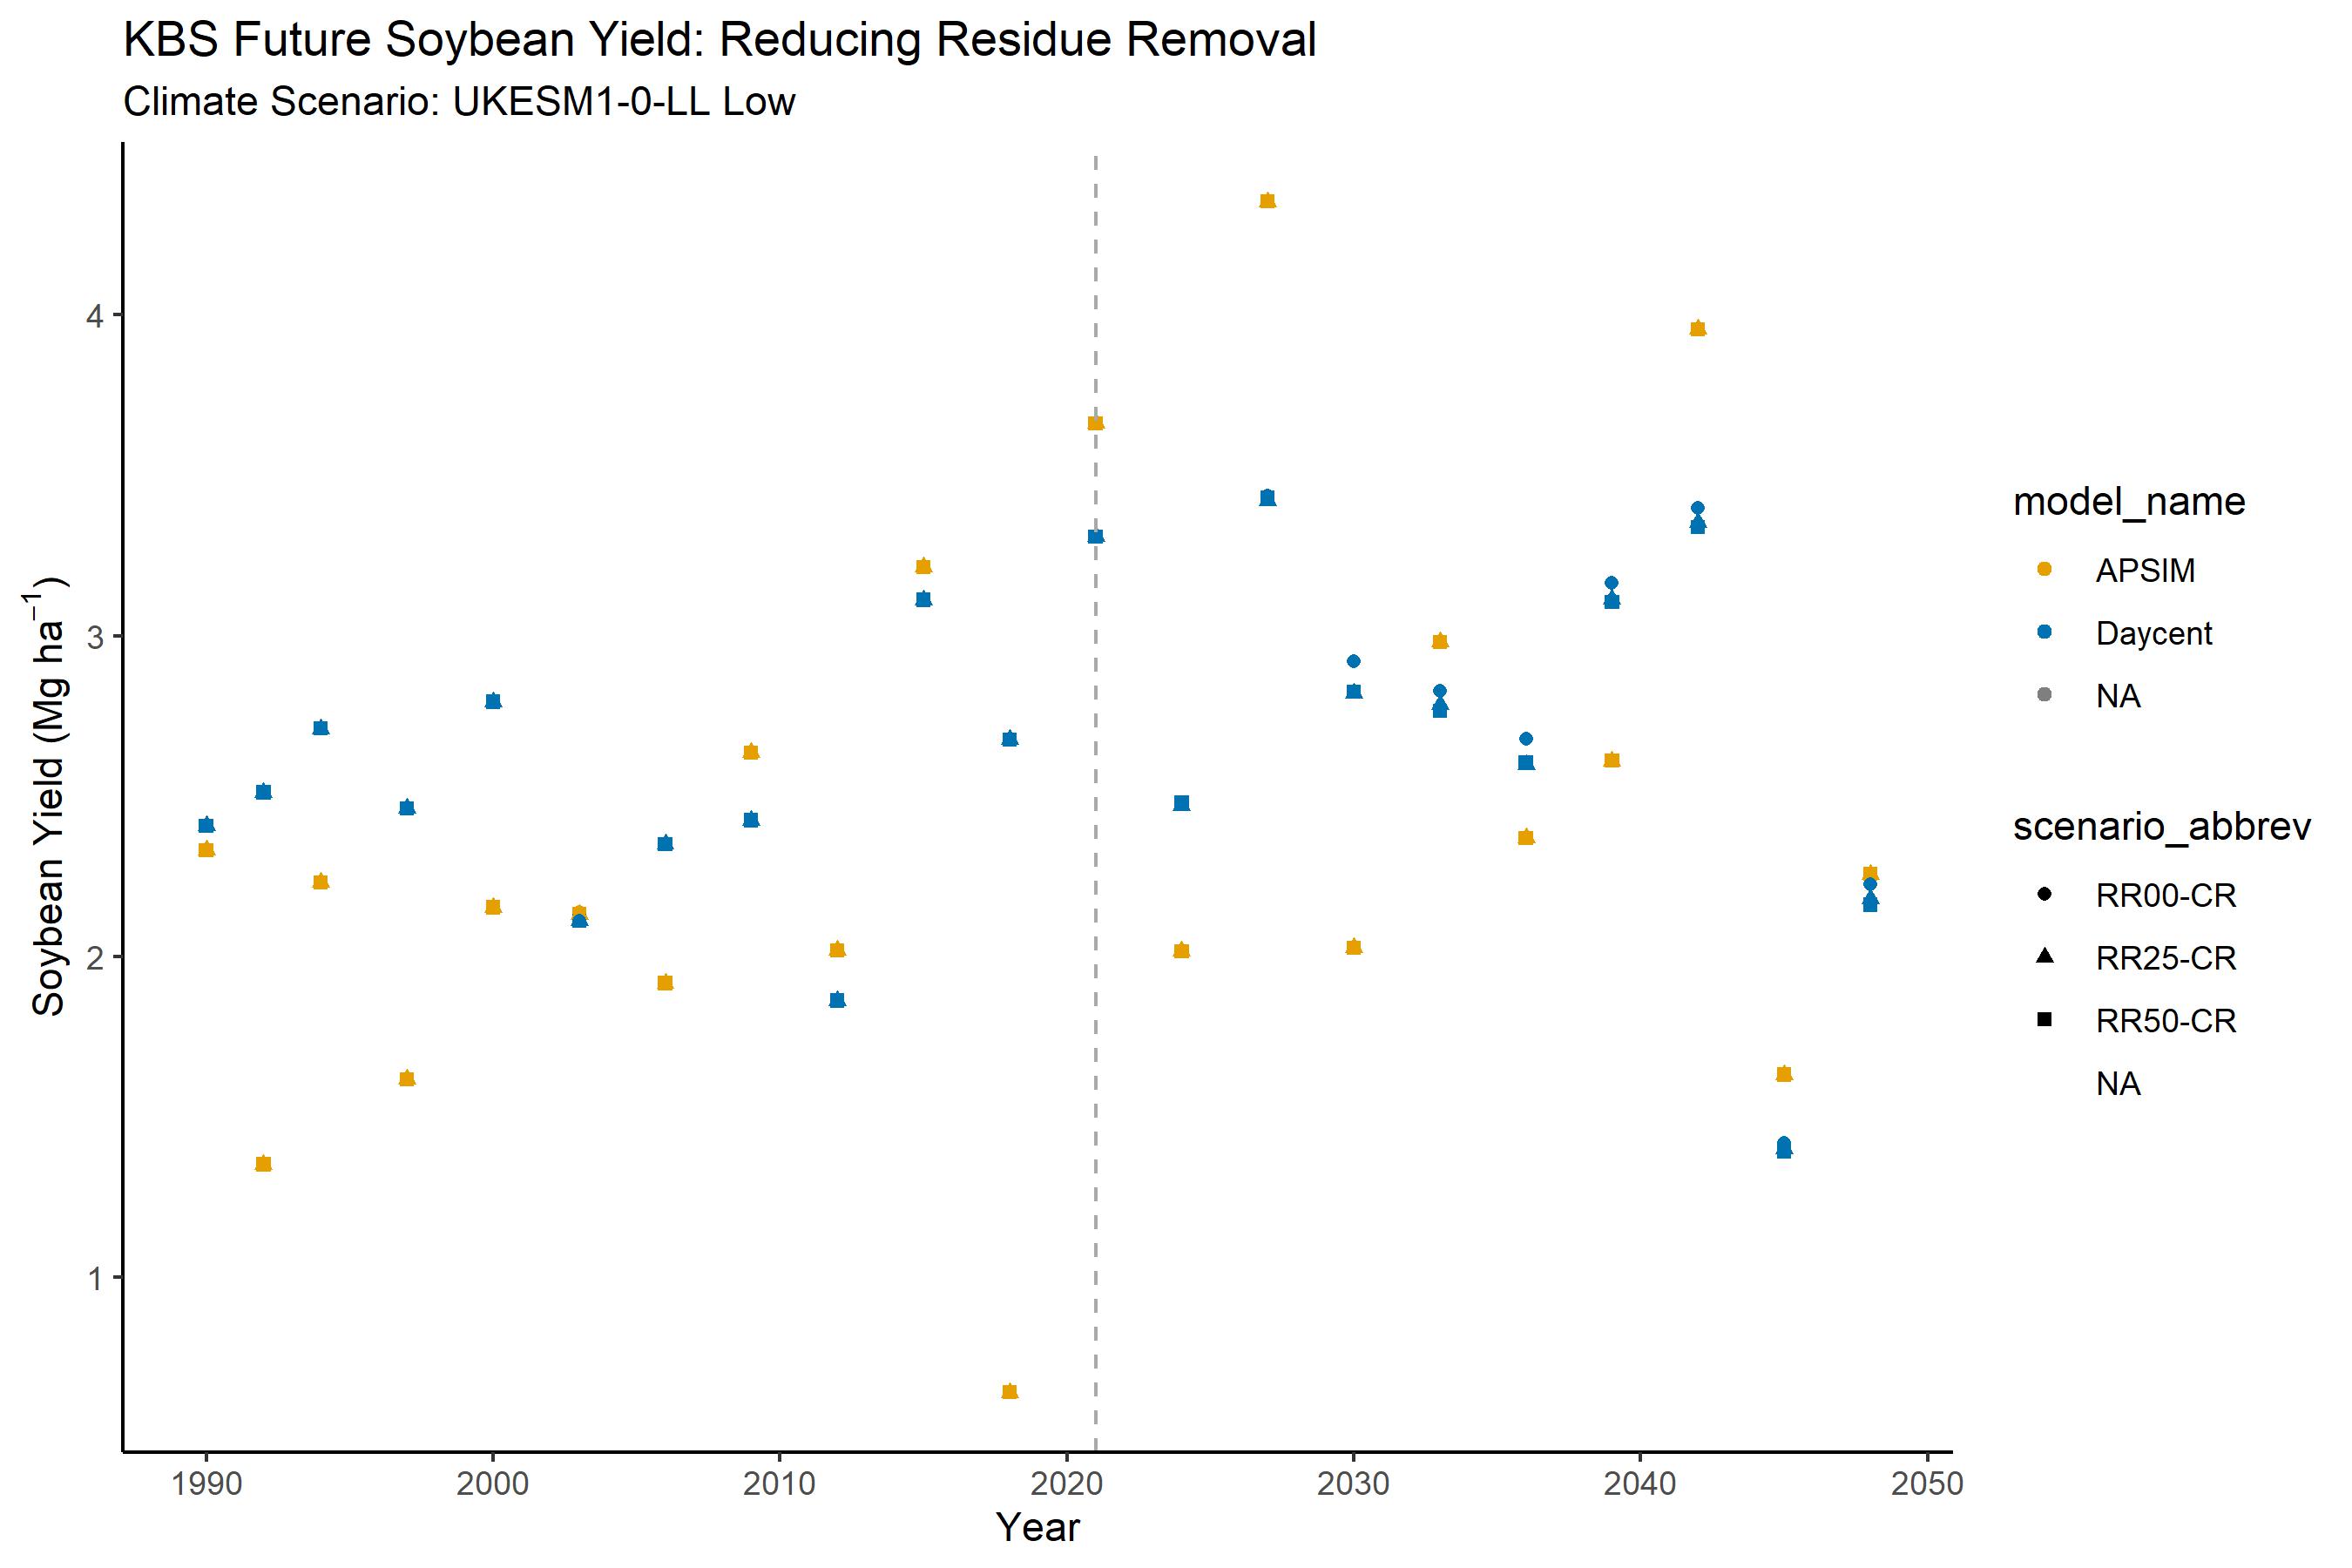 KBS Future Soybean Yield: Reducing Residue Removal
Climate Scenario: UKESM1-0-LL Low
Soybean Yield (Mg ha⁻¹)
4
3
2
1
1990
2000
2010
2020
2030
2040
2050
Year
model_name
APSIM
Daycent
NA
scenario_abbrev
RR00-CR
RR25-CR
RR50-CR
NA